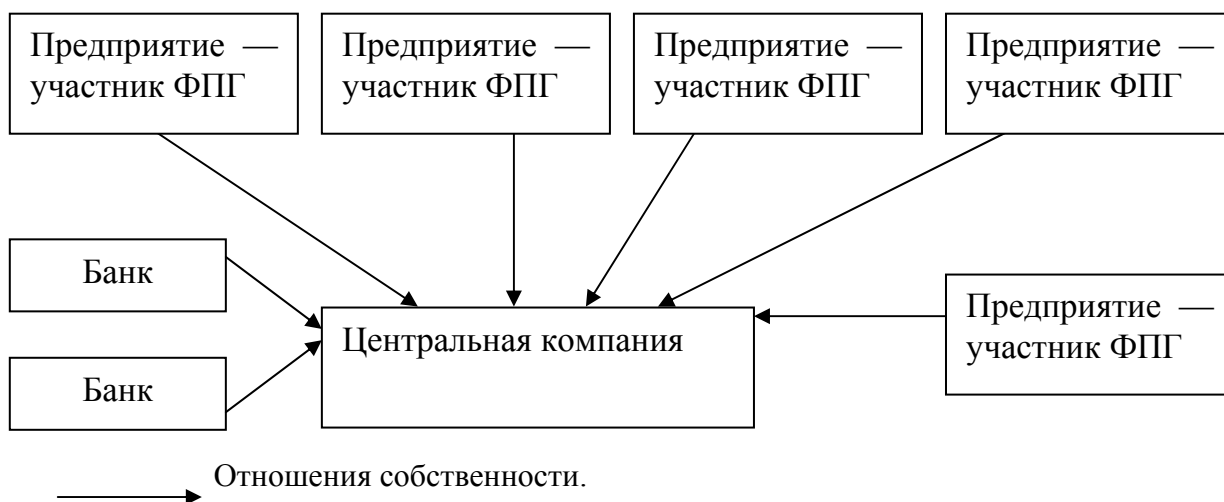 Предприятие —
участник ФПГ
Предприятие —
участник ФПГ
Предприятие —
участник ФПГ
Предприятие —
участник ФПГ
Банк
Банк
Центральная компания
Предприятие —
участник ФПГ
Отношения собственности.